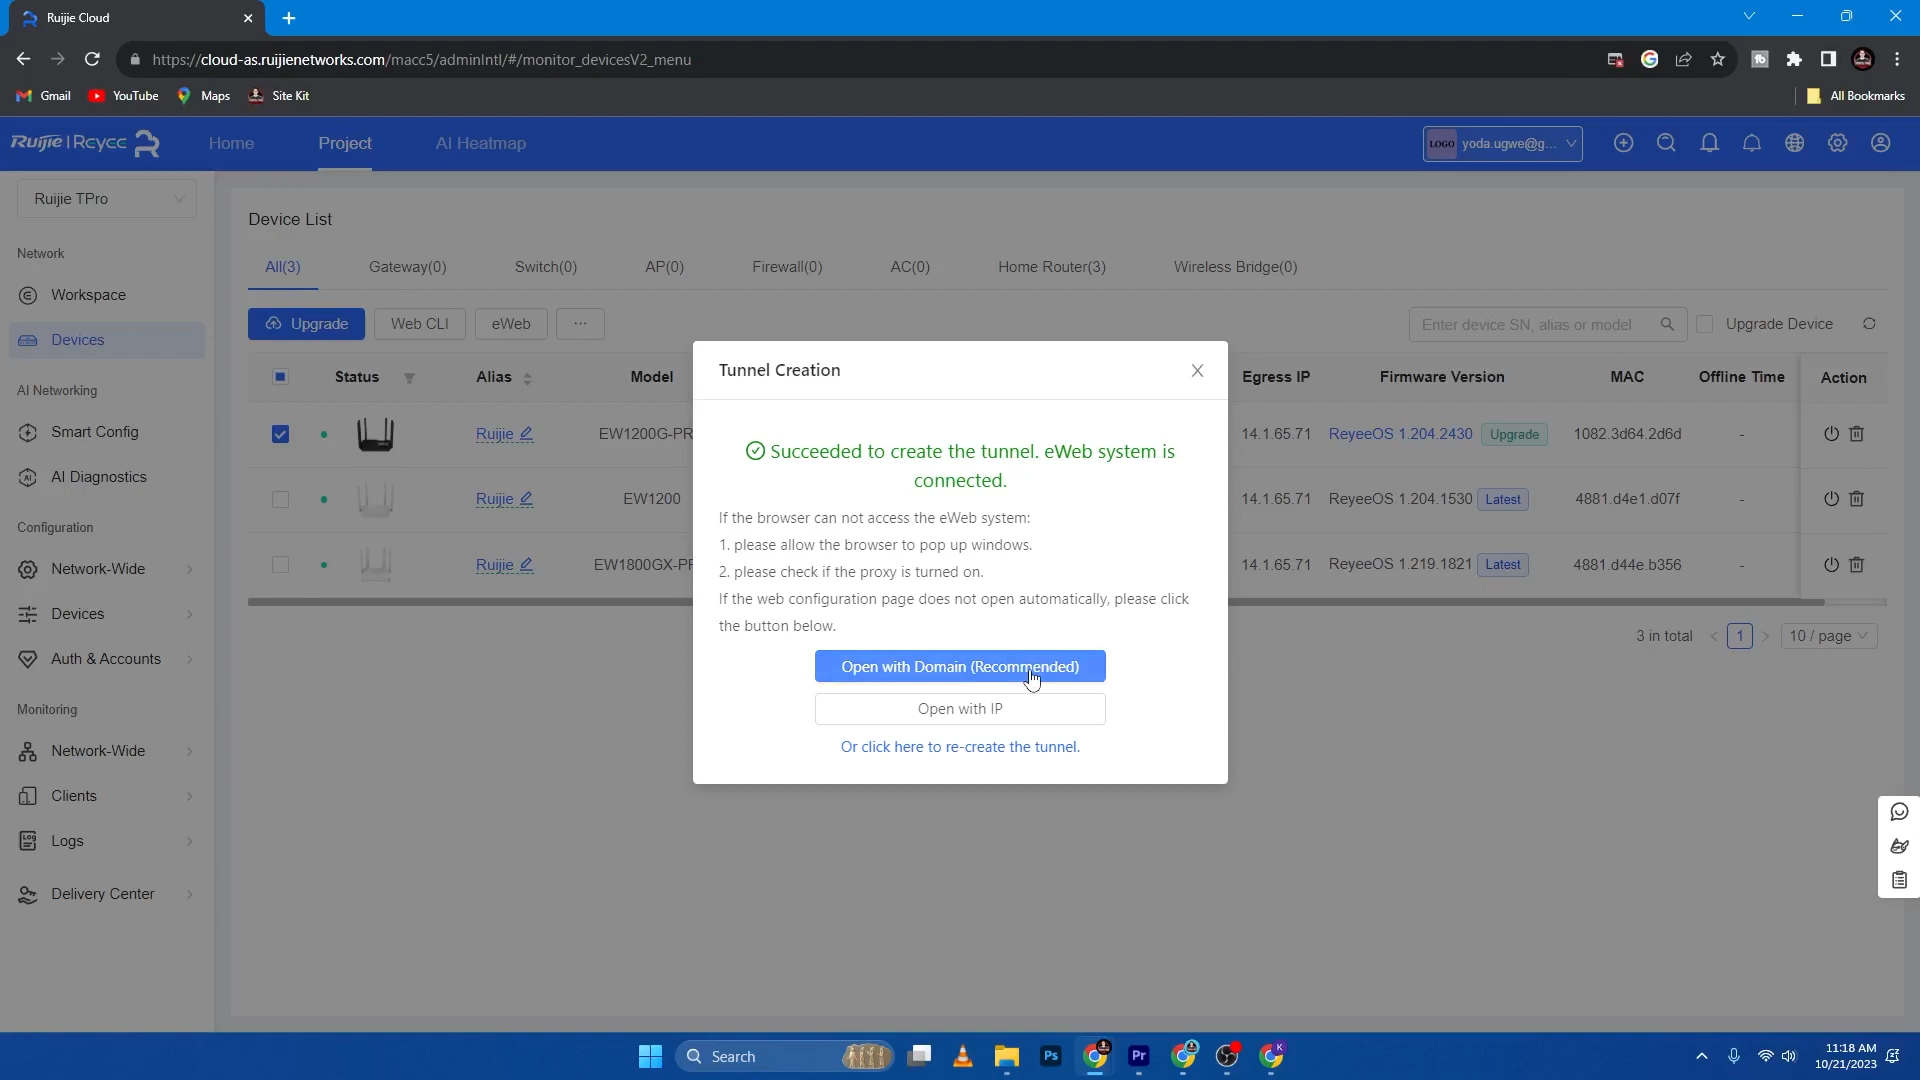 Ruijie Cloud
https://cloud-as.ruijienetworks.com/macc5/adminIntl/#/monitor_devicesV2_menu
Gmail
YouTube
Maps
Site Kit
All Bookmarks
Ruijie | Reyee
Home
Project
AI Heatmap
LOGO
yoda.ugwe@g...
Ruijie TPro
Network
Workspace
Devices
AI Networking
Smart Config
AI Diagnostics
Configuration
Network-Wide
Devices
Auth & Accounts
Monitoring
Network-Wide
Clients
Logs
Delivery Center
Device List
All(3) Gateway(0) Switch(0) AP(0) Firewall(0) AC(0) Home Router(3) Wireless Bridge(0)
Upgrade Web CLI eWeb ...
Enter device SN, alias or model
Upgrade Device
Status Alias Model Egress IP Firmware Version MAC Offline Time Action
Ruijie EW1200G-PR 14.1.65.71 ReyeeOS 1.204.2430 Upgrade 1082.3d64.2d6d -
Ruijie EW1200 14.1.65.71 ReyeeOS 1.204.1530 Latest 4881.d4e1.d07f -
Ruijie EW1800GX-PR 14.1.65.71 ReyeeOS 1.219.1821 Latest 4881.d44e.b356 -
3 in total < 1 > 10 / page
Tunnel Creation
Succeeded to create the tunnel. eWeb system is
connected.
If the browser can not access the eWeb system:
1. please allow the browser to pop up windows.
2. please check if the proxy is turned on.
If the web configuration page does not open automatically, please click
the button below.
Open with Domain (Recommended)
Open with IP
Or click here to re-create the tunnel.
Search
Ps
Pr
K
11:18 AM
10/21/2023